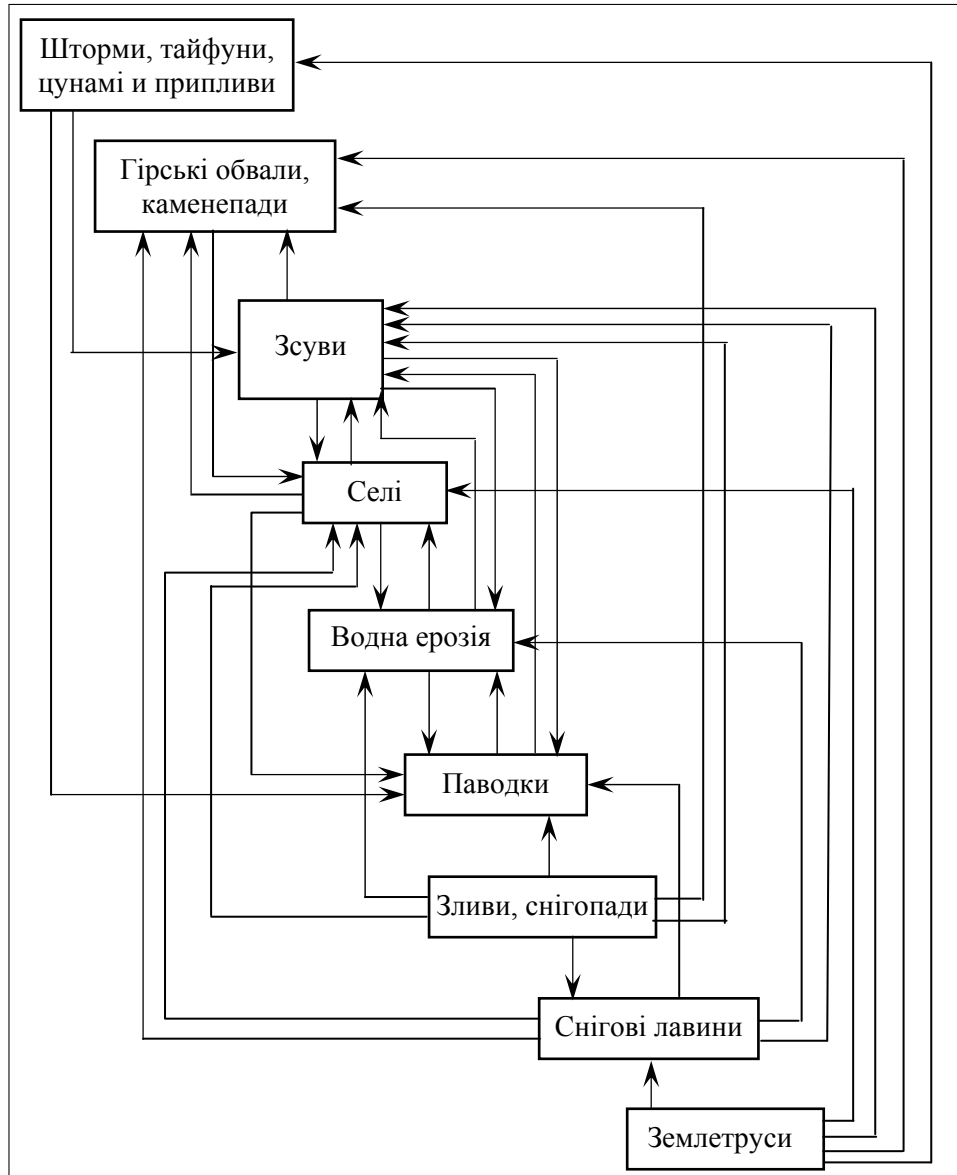 Шторми, тайфуни,
цунамі и припливи
Гірські обвали,
каменепади
Зсуви
Селі
Водна ерозія
Паводки
Зливи, снігопади
Снігові лавини
Землетруси